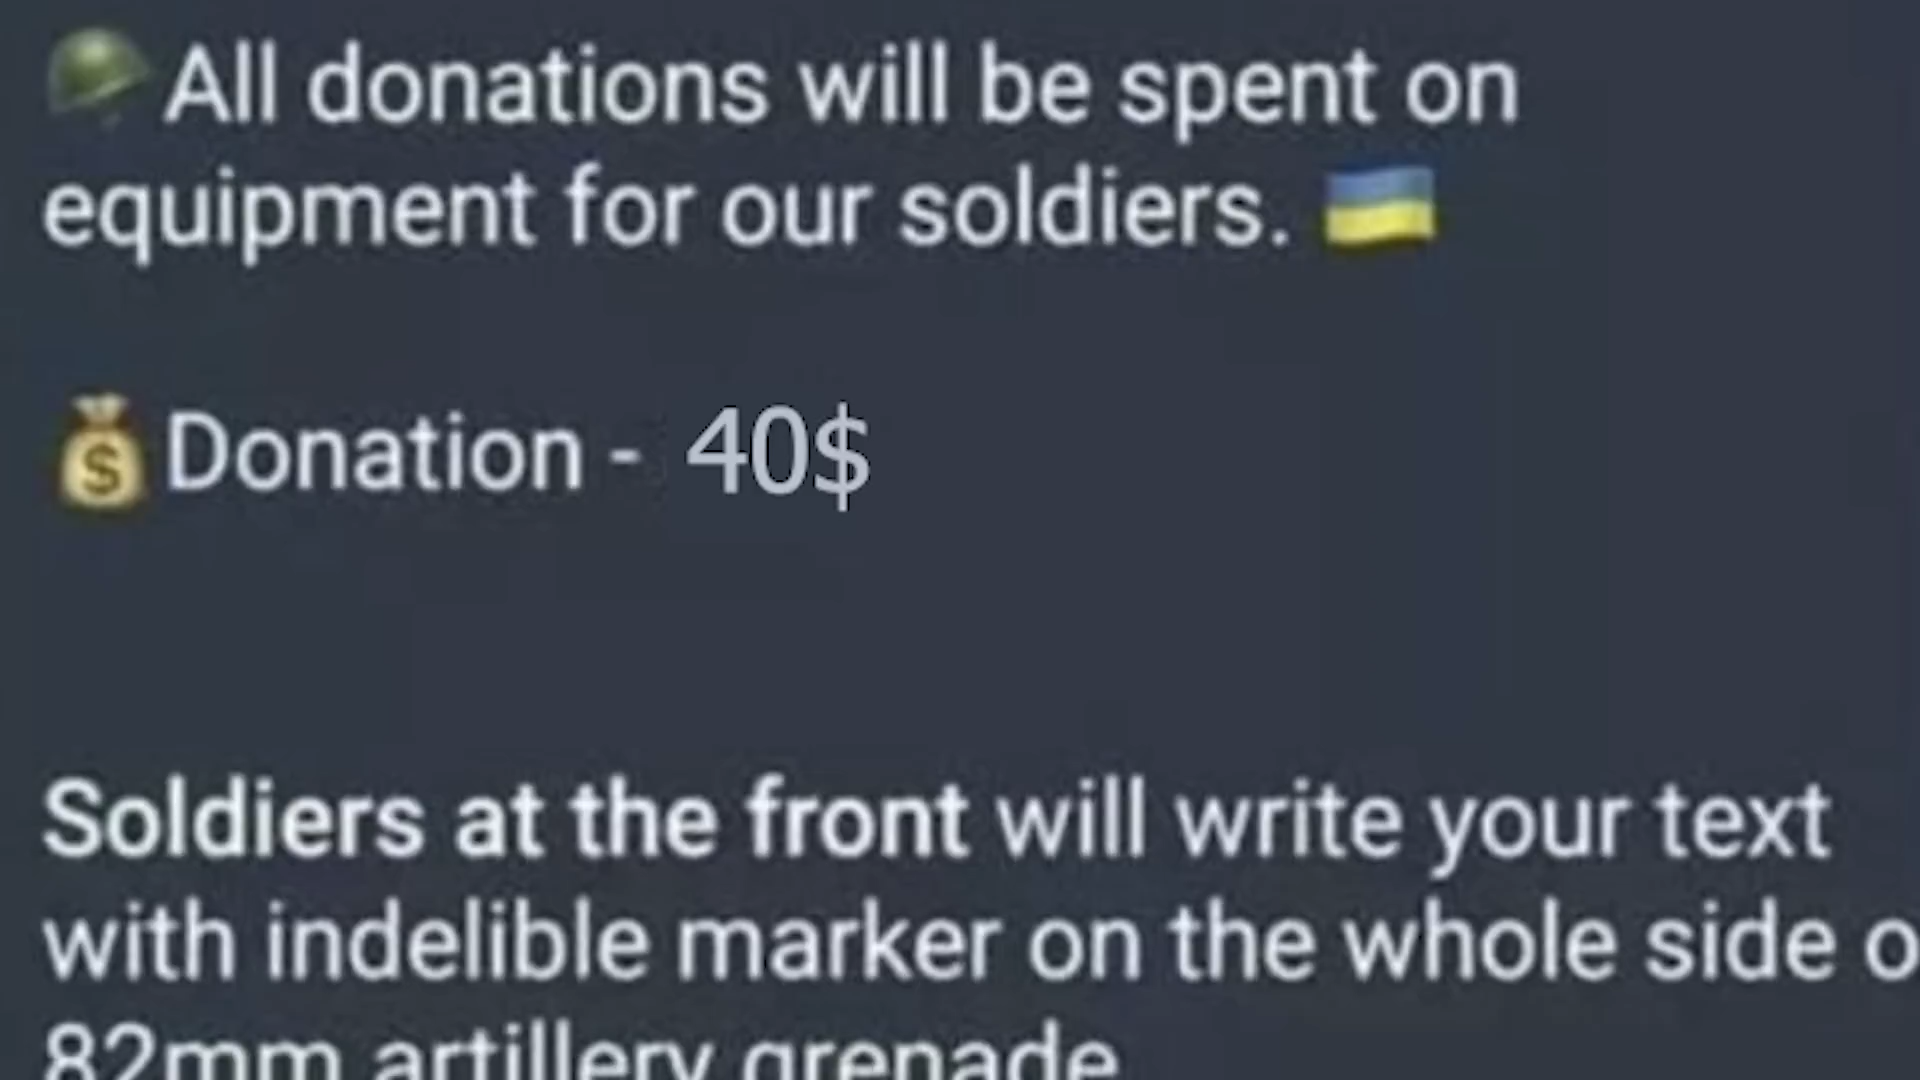 🪖All donations will be spent on
equipment for our soldiers. 🇺🇦
💰Donation - 40$
Soldiers at the front will write your text
with indelible marker on the whole side o
82mm artillery grenade